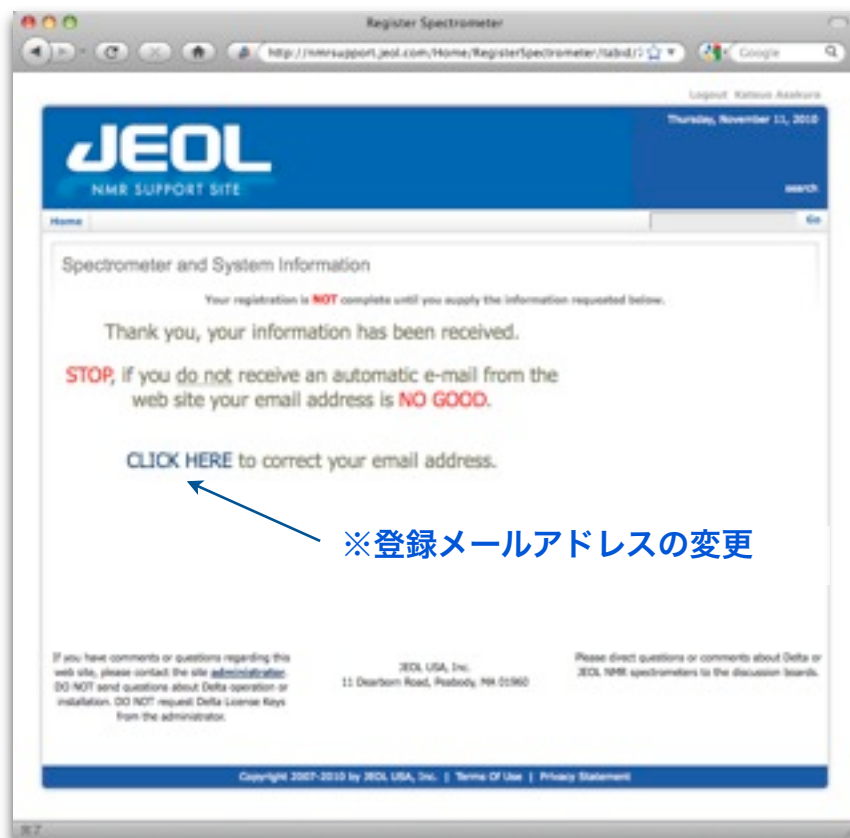 Register Spectrometer
http://nmrsupport.jeol.com/Home/RegisterSpectrometer/tabid/
Google
Logout Katsuo Asakura
Thursday, November 11, 2010
JEOL
NMR SUPPORT SITE
search
Home
Go
Spectrometer and System Information
Your registration is NOT complete until you supply the information requested below.
Thank you, your information has been received.
STOP, if you do not receive an automatic e-mail from the
web site your email address is NO GOOD.
CLICK HERE to correct your email address.
※登録メールアドレスの変更
If you have comments or questions regarding this
web site, please contact the site administrator.
DO NOT send questions about Delta operation or
installation. DO NOT request Delta License Keys
from the administrator.
JEOL USA, Inc.
11 Dearborn Road, Peabody, MA 01960
Please direct questions or comments about Delta or
JEOL NMR spectrometers to the discussion boards.
Copyright 2007-2010 by JEOL USA, Inc. | Terms Of Use | Privacy Statement
完了